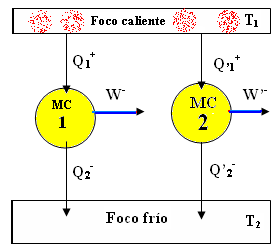 Foco caliente T₁
Q₁⁺ Q'₁⁺
MC 1 W⁻ MC 2 W'⁻
Q₂⁻ Q'₂⁻
Foco frío T₂